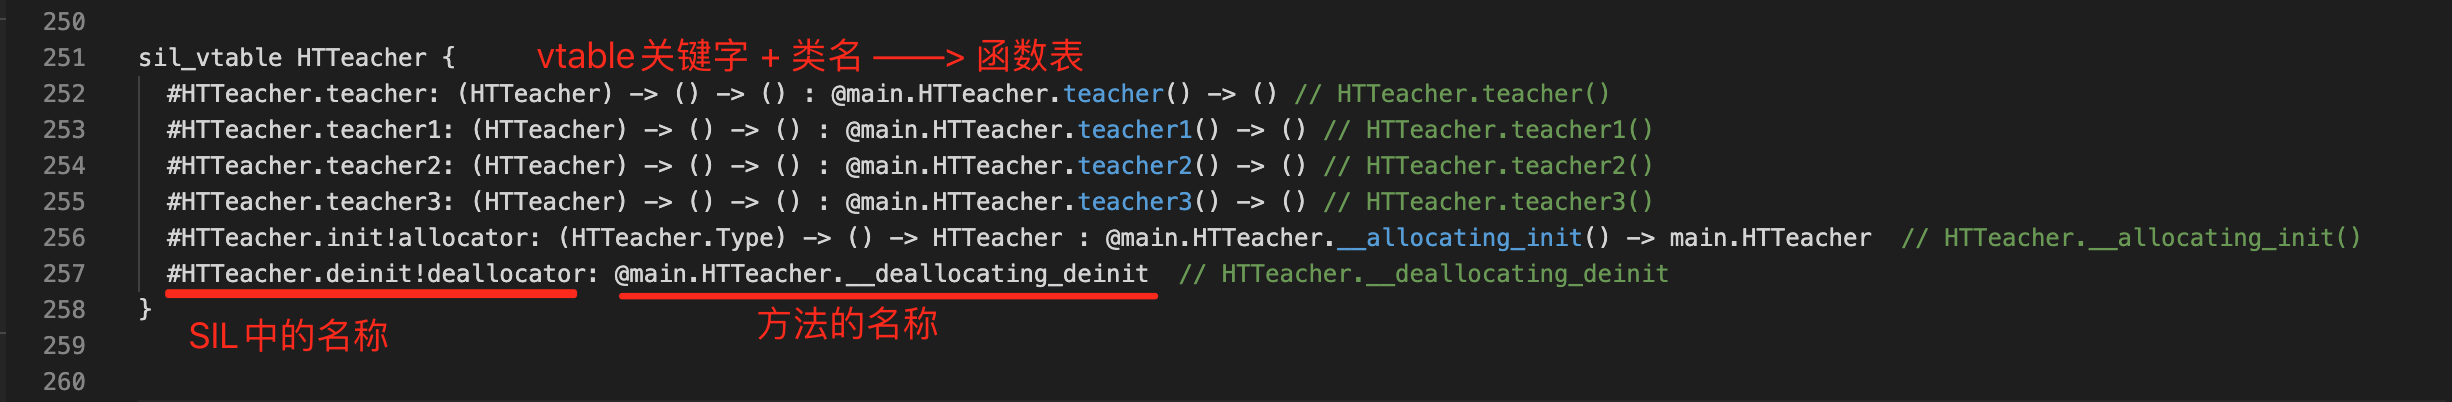 250
251 sil_vtable HTTeacher { vtable关键字 + 类名 ——> 函数表
252 #HTTeacher.teacher: (HTTeacher) -> () -> () : @main.HTTeacher.teacher() -> () // HTTeacher.teacher()
253 #HTTeacher.teacher1: (HTTeacher) -> () -> () : @main.HTTeacher.teacher1() -> () // HTTeacher.teacher1()
254 #HTTeacher.teacher2: (HTTeacher) -> () -> () : @main.HTTeacher.teacher2() -> () // HTTeacher.teacher2()
255 #HTTeacher.teacher3: (HTTeacher) -> () -> () : @main.HTTeacher.teacher3() -> () // HTTeacher.teacher3()
256 #HTTeacher.init!allocator: (HTTeacher.Type) -> () -> HTTeacher : @main.HTTeacher.__allocating_init() -> main.HTTeacher // HTTeacher.__allocating_init()
257 #HTTeacher.deinit!deallocator: @main.HTTeacher.__deallocating_deinit // HTTeacher.__deallocating_deinit
258 }
SIL中的名称 方法的名称
259
260